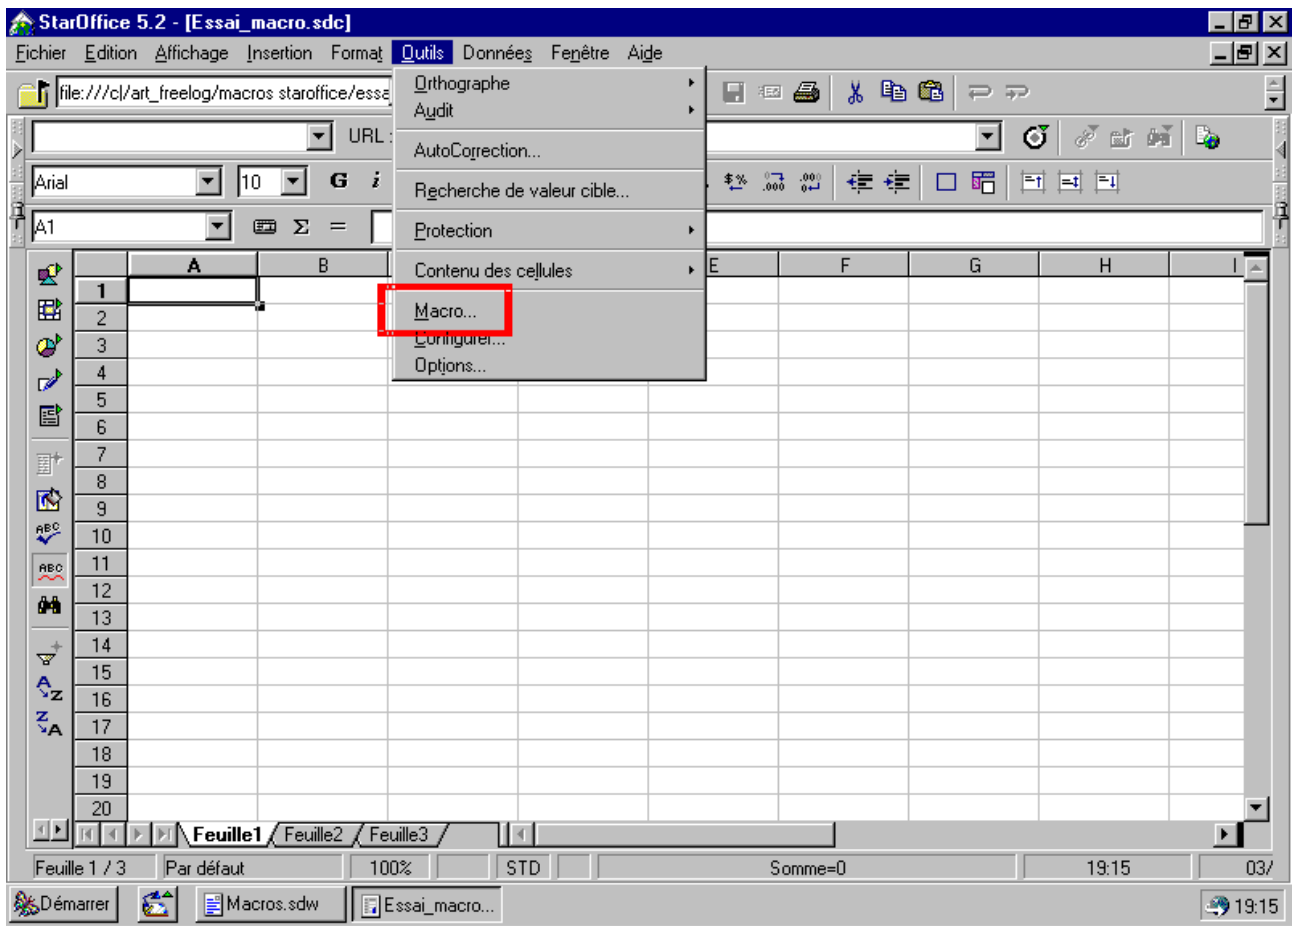 StarOffice 5.2 - [Essai_macro.sdc]
Fichier Edition Affichage Insertion Format Outils Données Fenêtre Aide
file:///c|/art_freelog/macros staroffice/essa
URL :
Arial 10 G i
A1 Σ =
Orthographe
Audit
AutoCorrection...
Recherche de valeur cible...
Protection
Contenu des cellules
Macro...
Configurer...
Options...
A B E F G H I
1
2
3
4
5
6
7
8
9
10
11
12
13
14
15
16
17
18
19
20
ABC
ABC
A Z
Z A
Feuille1 Feuille2 Feuille3
Feuille 1 / 3 Par défaut 100% STD Somme=0 19:15 03/
Démarrer Macros.sdw Essai_macro... 19:15